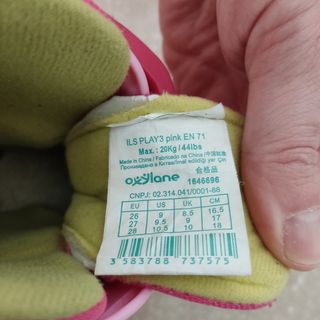 ILS PLAY3 pink EN 71
Max. : 20Kg / 44lbs
Made in China / Fabricado na China / 中国制造
Произведено в Китае/Imal edildiği yer Çin
合格品
oxylane
1646696
CNPJ: 02.314.041/0001-88
EU US UK CM
26 9 8.5 16.5
27 9.5 9 17
28 10.5 10 18
3 583788 737575